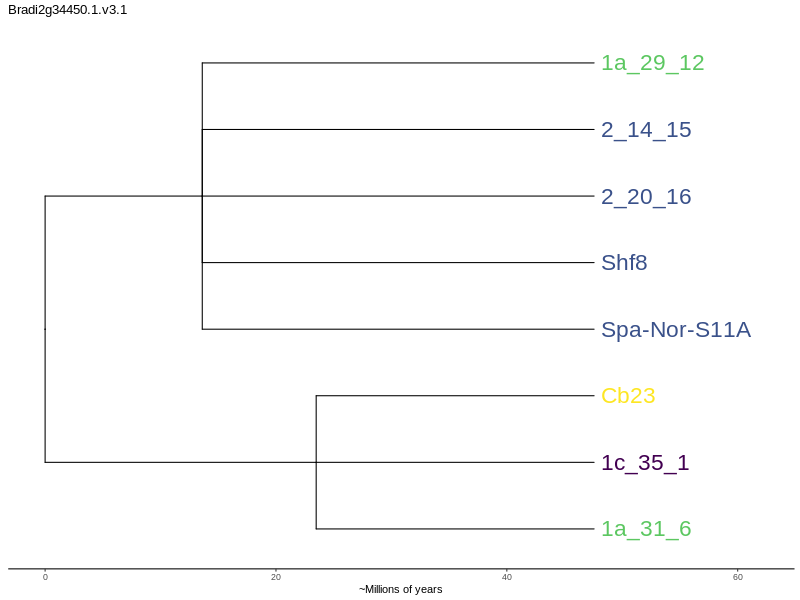 Bradi2g34450.1.v3.1
1a_29_12
2_14_15
2_20_16
Shf8
Spa-Nor-S11A
Cb23
1c_35_1
1a_31_6
0 20 40 60
~Millions of years